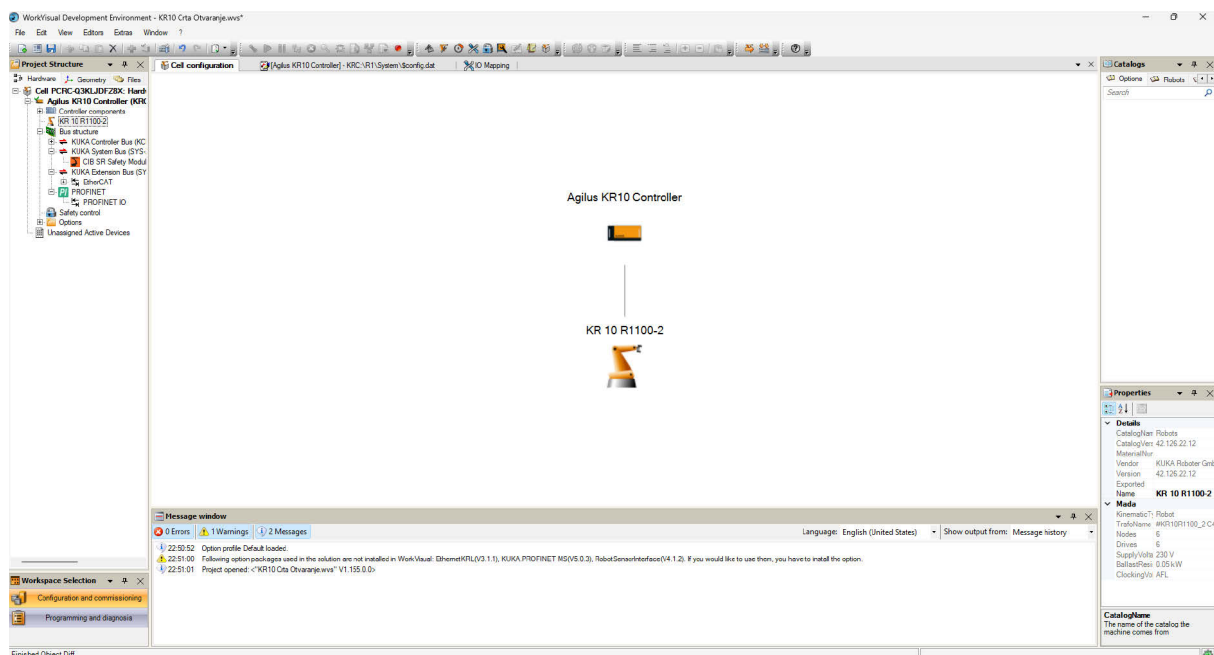 WorkVisual Development Environment - KR10 Crta Otvaranje.wvs*
File Edit View Editors Extras Window ?
Project Structure
Hardware Geometry Files
Cell PCRC-Q3KLJDFZ8X: Hard
Agilus KR10 Controller (KRC
Controller components
KR 10 R1100-2
Bus structure
KUKA Controller Bus (KC
KUKA System Bus (SYS-
CIB SR Safety Modul
KUKA Extension Bus (SY
EtherCAT
PROFINET
PROFINET IO
Safety control
Options
Unassigned Active Devices
Workspace Selection
Configuration and commissioning
Programming and diagnosis
Cell configuration
[Agilus KR10 Controller] - KRC:\R1\System\$config.dat
IO Mapping
Agilus KR10 Controller
KR 10 R1100-2
Message window
0 Errors 1 Warnings 2 Messages
Language: English (United States) Show output from: Message history
22:50:52 Option profile Default loaded.
22:51:00 Following option packages used in the solution are not installed in WorkVisual: EthernetKRL(V3.1.1), KUKA PROFINET MS(V5.0.3), RobotSensorInterface(V4.1.2). If you would like to use them, you have to install the option.
22:51:01 Project opened: <"KR10 Crta Otvaranje.wvs" V1.155.0.0>
Catalogs
Options Robots
Search
Properties
Details
CatalogNam Robots
CatalogVers 42.126.22.12
MaterialNur
Vendor KUKA Roboter Gmb
Version 42.126.22.12
Exported
Name KR 10 R1100-2
Mada
KinematicTy Robot
TrafoName #KR10R1100_2 C4
Nodes 6
Drives 6
SupplyVolta 230 V
BallastResi 0.05 kW
ClockingVo AFL
CatalogName
The name of the catalog the
machine comes from
Finished Object Diff